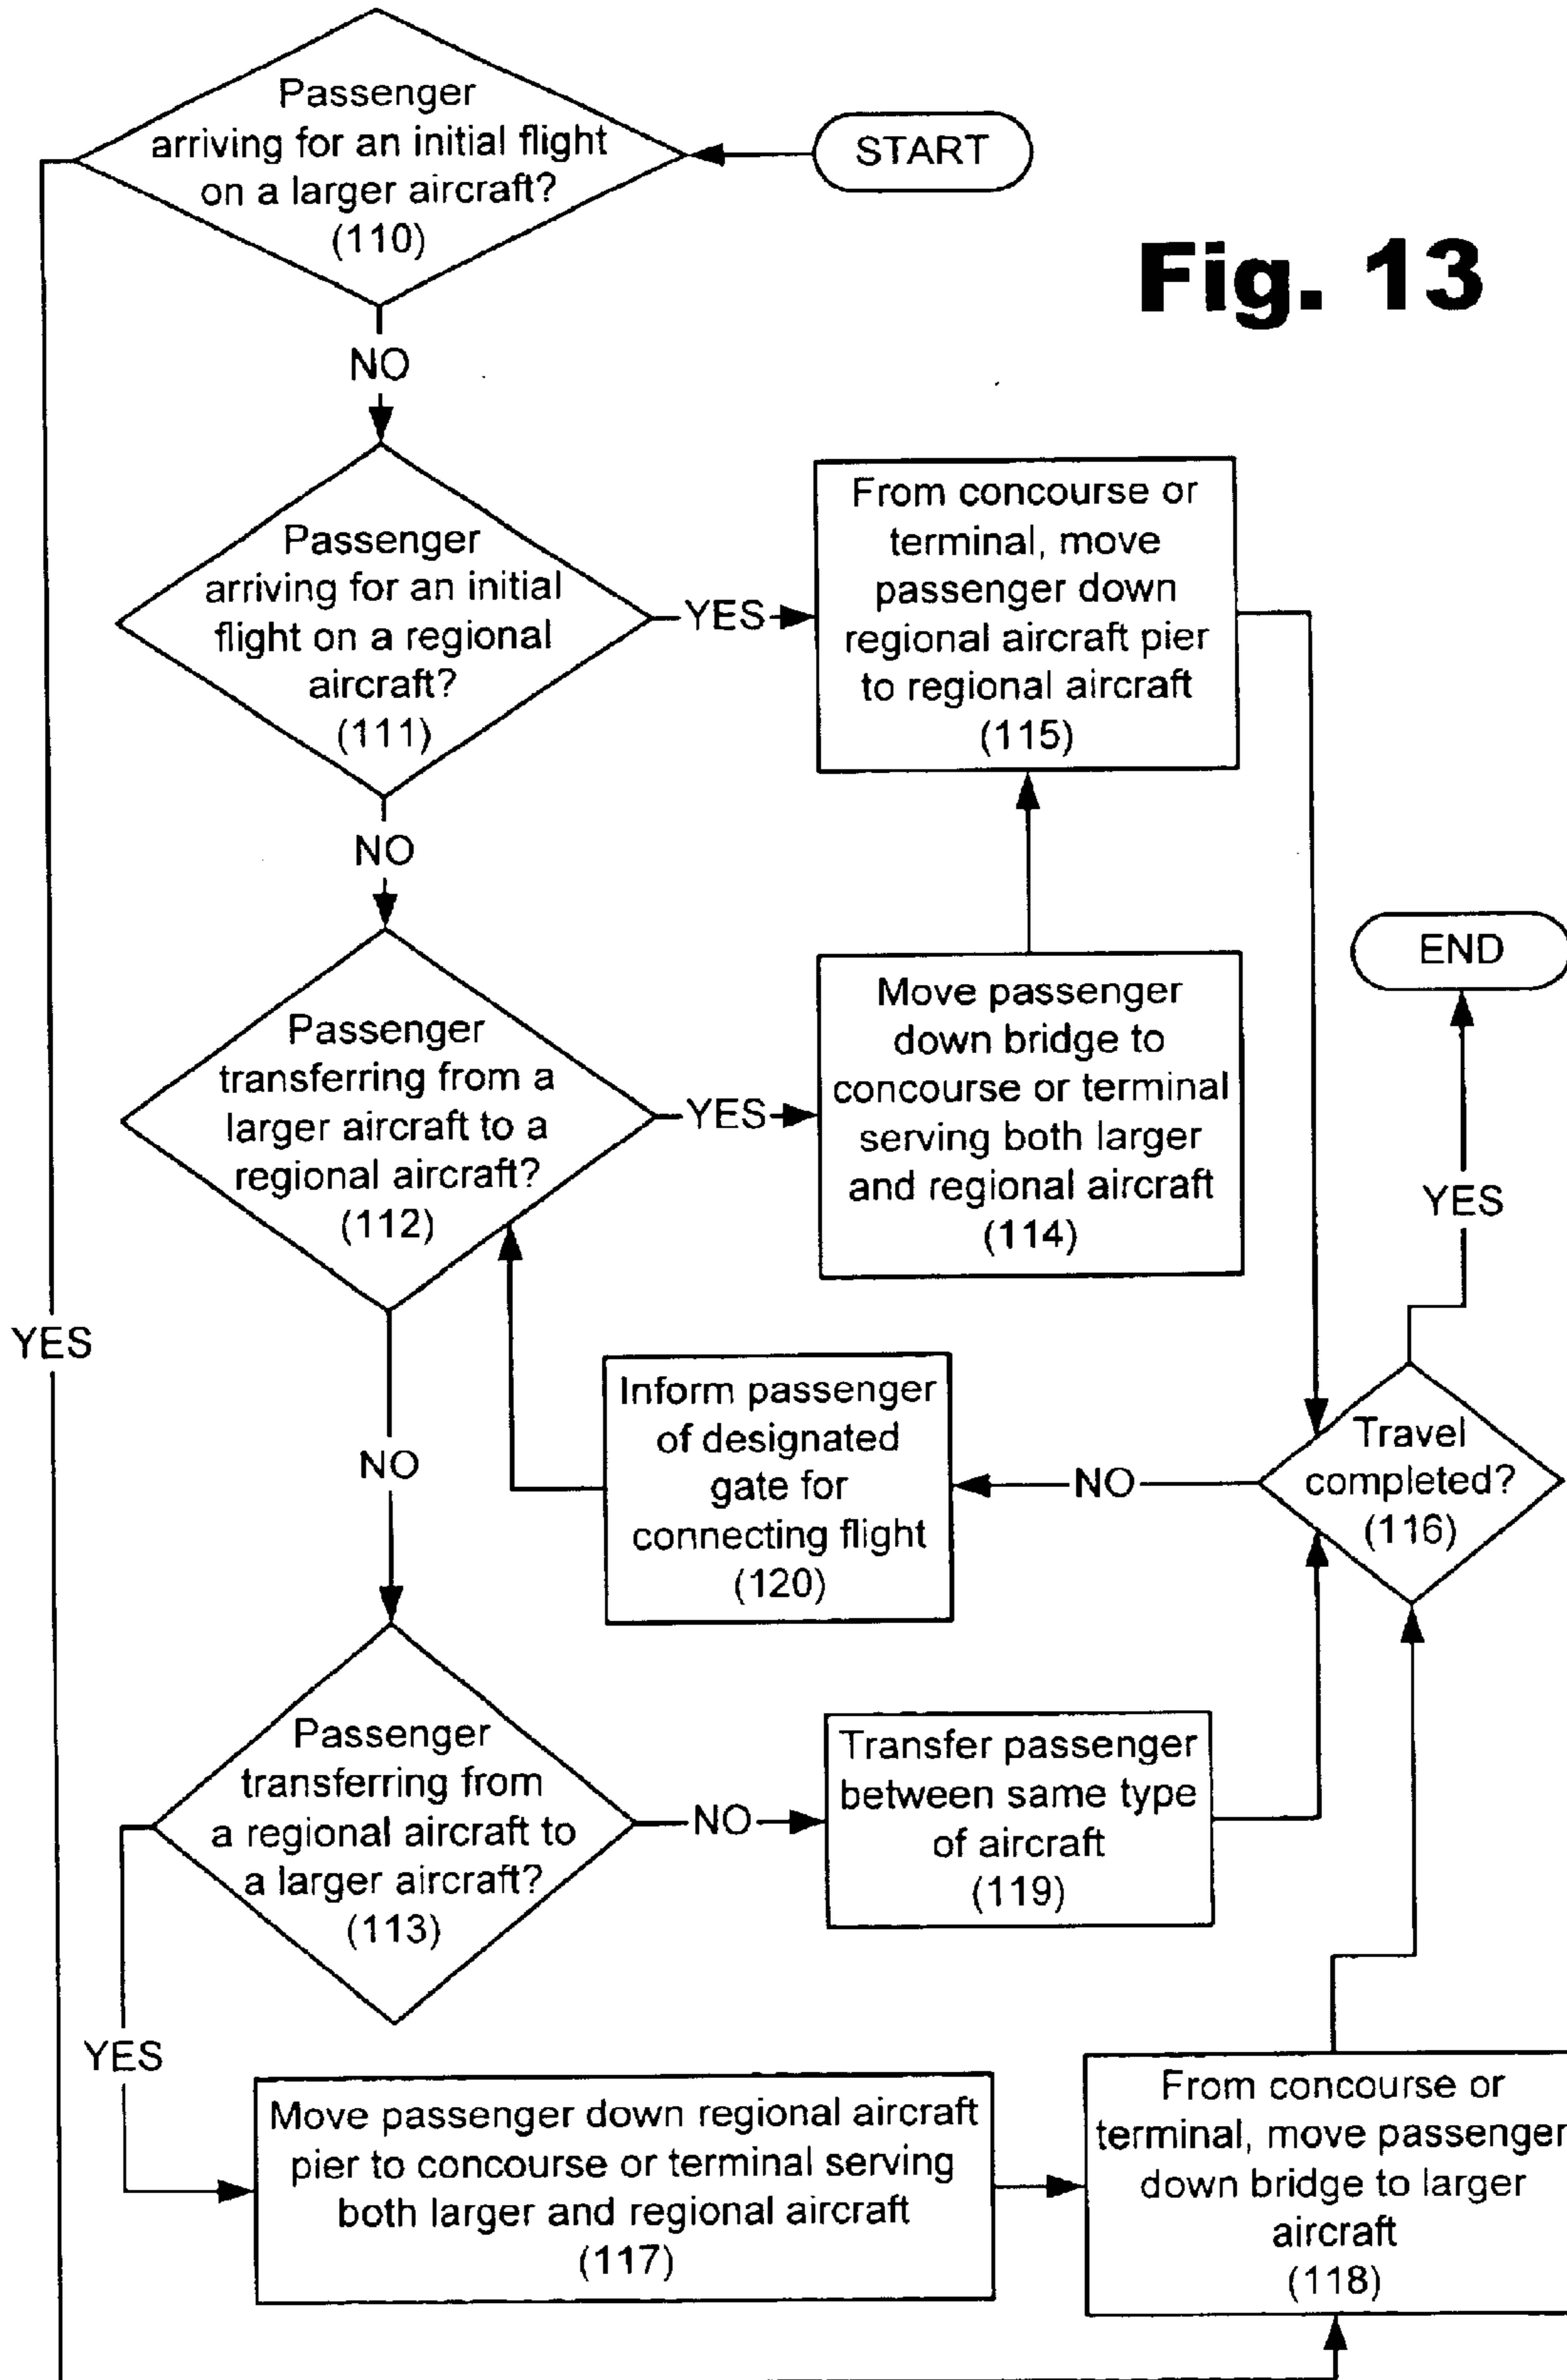 Passenger
arriving for an initial flight
on a larger aircraft?
(110)
START
Fig. 13
NO
Passenger
arriving for an initial
flight on a regional
aircraft?
(111)
YES
From concourse or
terminal, move
passenger down
regional aircraft pier
to regional aircraft
(115)
NO
Passenger
transferring from a
larger aircraft to a
regional aircraft?
(112)
YES
Move passenger
down bridge to
concourse or terminal
serving both larger
and regional aircraft
(114)
END
YES
YES
NO
Inform passenger
of designated
gate for
connecting flight
(120)
NO
Travel
completed?
(116)
Passenger
transferring from
a regional aircraft to
a larger aircraft?
(113)
NO
Transfer passenger
between same type
of aircraft
(119)
YES
Move passenger down regional aircraft
pier to concourse or terminal serving
both larger and regional aircraft
(117)
From concourse or
terminal, move passenger
down bridge to larger
aircraft
(118)